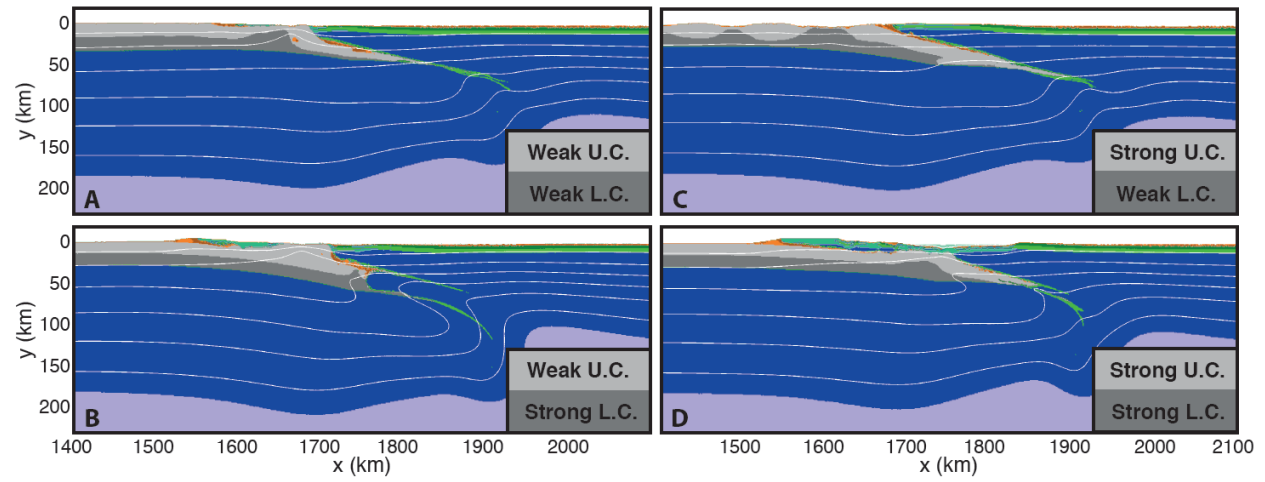 0
50
100
150
200
y (km)
A
Weak U.C.
Weak L.C.
C
Strong U.C.
Weak L.C.
0
50
100
150
200
y (km)
B
Weak U.C.
Strong L.C.
D
Strong U.C.
Strong L.C.
1400 1500 1600 1700 1800 1900 2000
x (km)
1500 1600 1700 1800 1900 2000 2100
x (km)